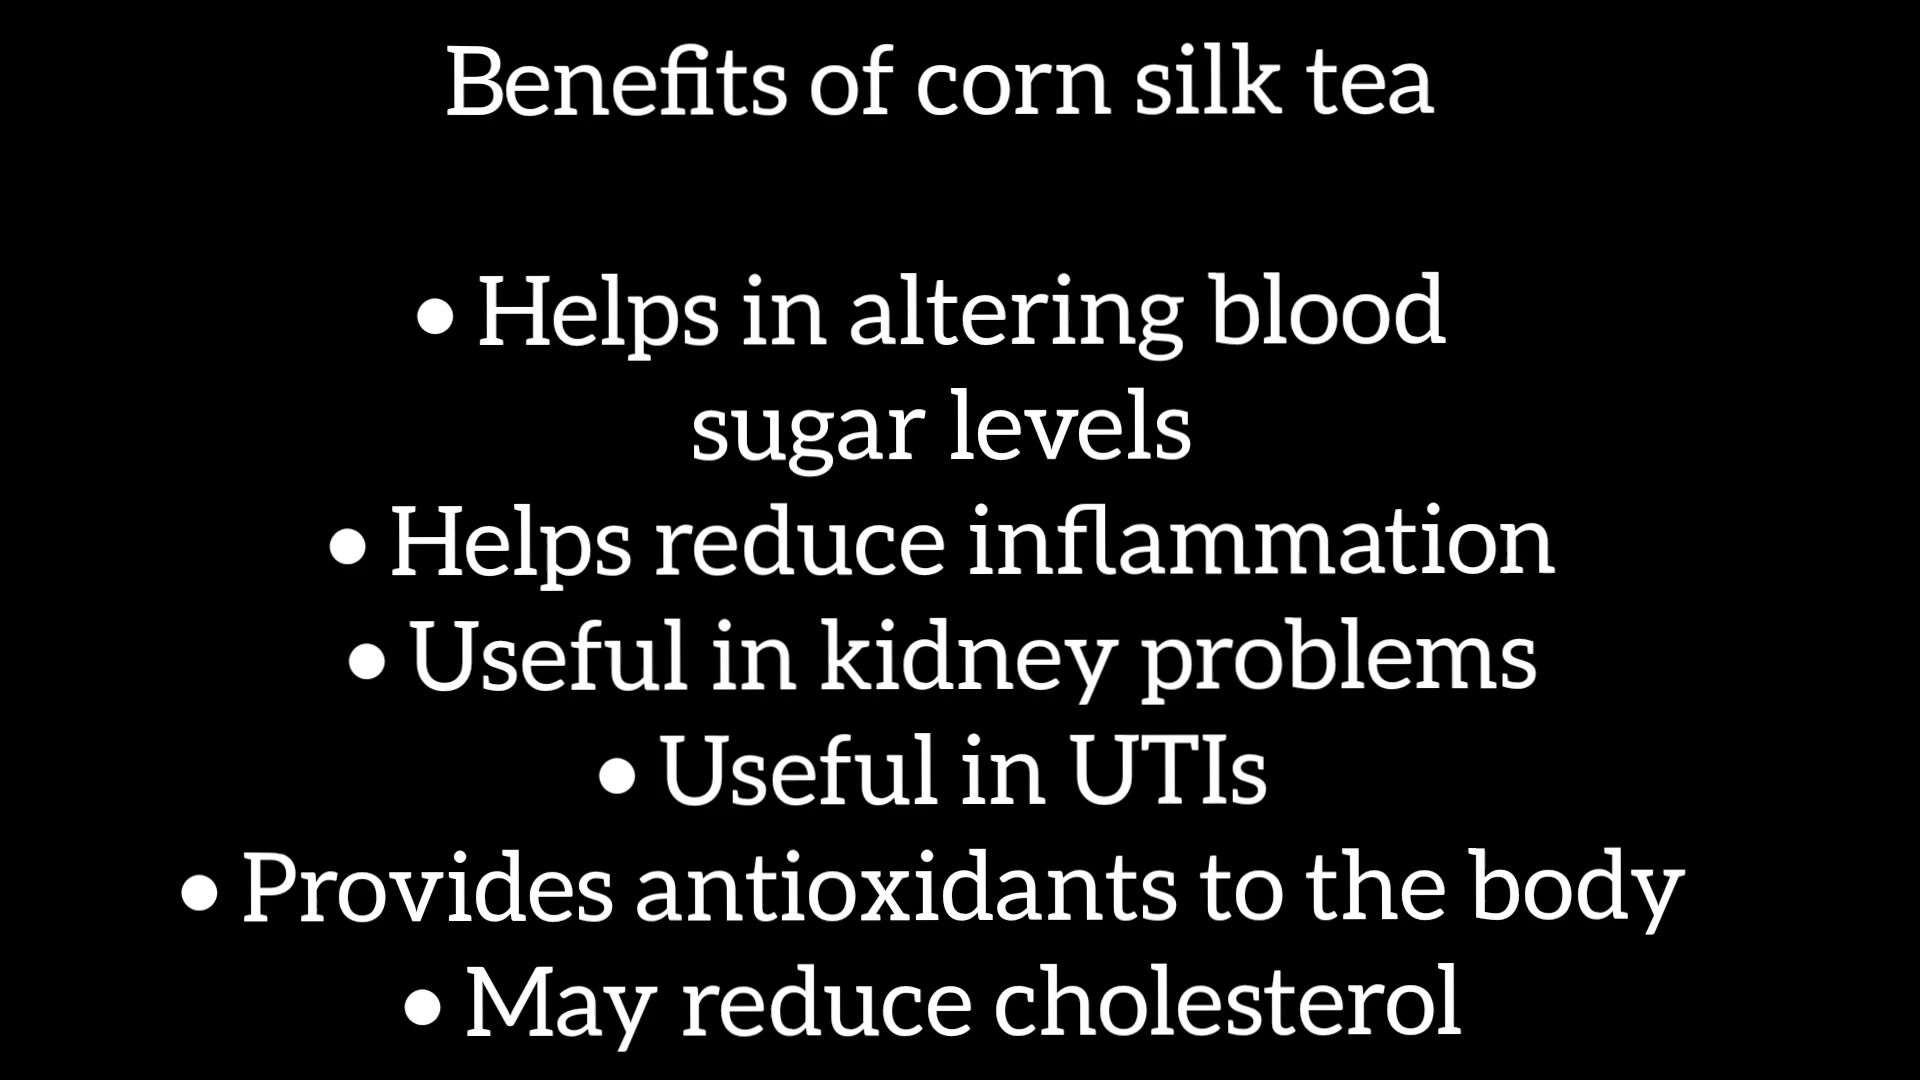 Benefits of corn silk tea
• Helps in altering blood
sugar levels
• Helps reduce inflammation
• Useful in kidney problems
• Useful in UTIs
• Provides antioxidants to the body
• May reduce cholesterol